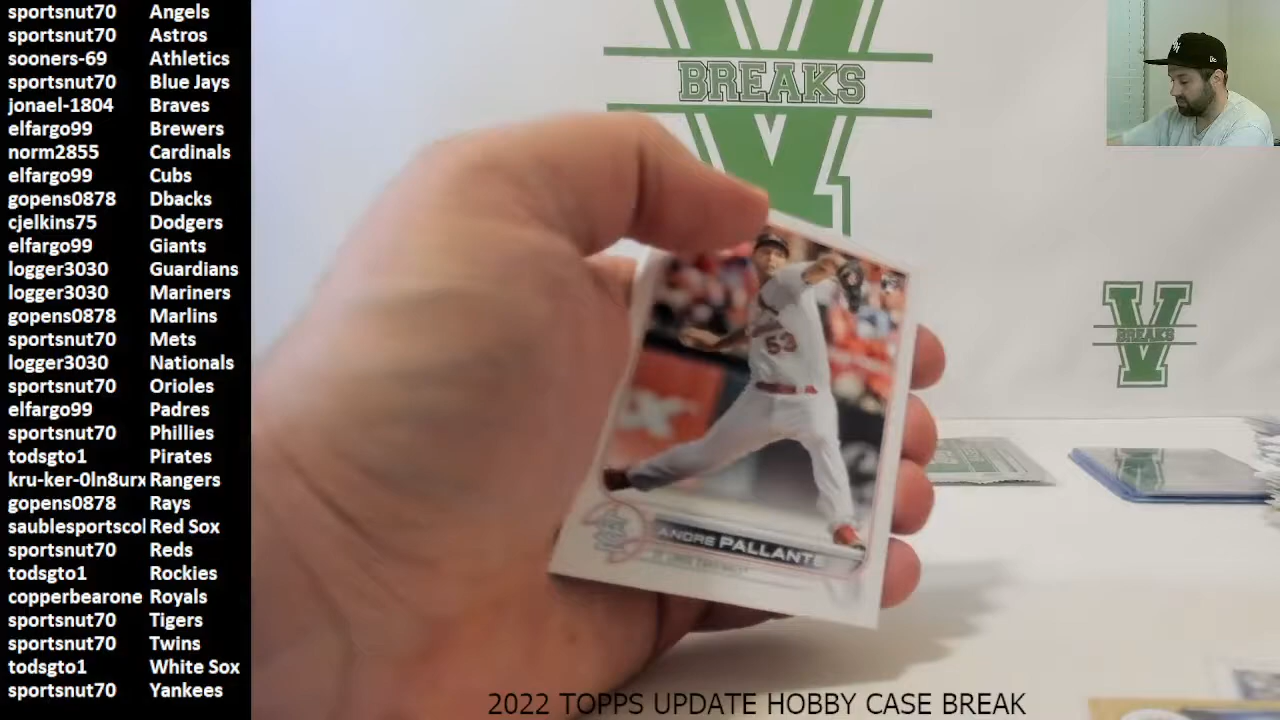 sportsnut70 Angels
sportsnut70 Astros
sooners-69 Athletics
sportsnut70 Blue Jays
jonael-1804 Braves
elfargo99 Brewers
norm2855 Cardinals
elfargo99 Cubs
gopens0878 Dbacks
cjelkins75 Dodgers
elfargo99 Giants
logger3030 Guardians
logger3030 Mariners
gopens0878 Marlins
sportsnut70 Mets
logger3030 Nationals
sportsnut70 Orioles
elfargo99 Padres
sportsnut70 Phillies
todsgto1 Pirates
kru-ker-0ln8urx Rangers
gopens0878 Rays
saublesportscol Red Sox
sportsnut70 Reds
todsgto1 Rockies
copperbearone Royals
sportsnut70 Tigers
sportsnut70 Twins
todsgto1 White Sox
sportsnut70 Yankees
V
BREAKS
V
BREAKS
53
ANDRE PALLANTE
2022 TOPPS UPDATE HOBBY CASE BREAK